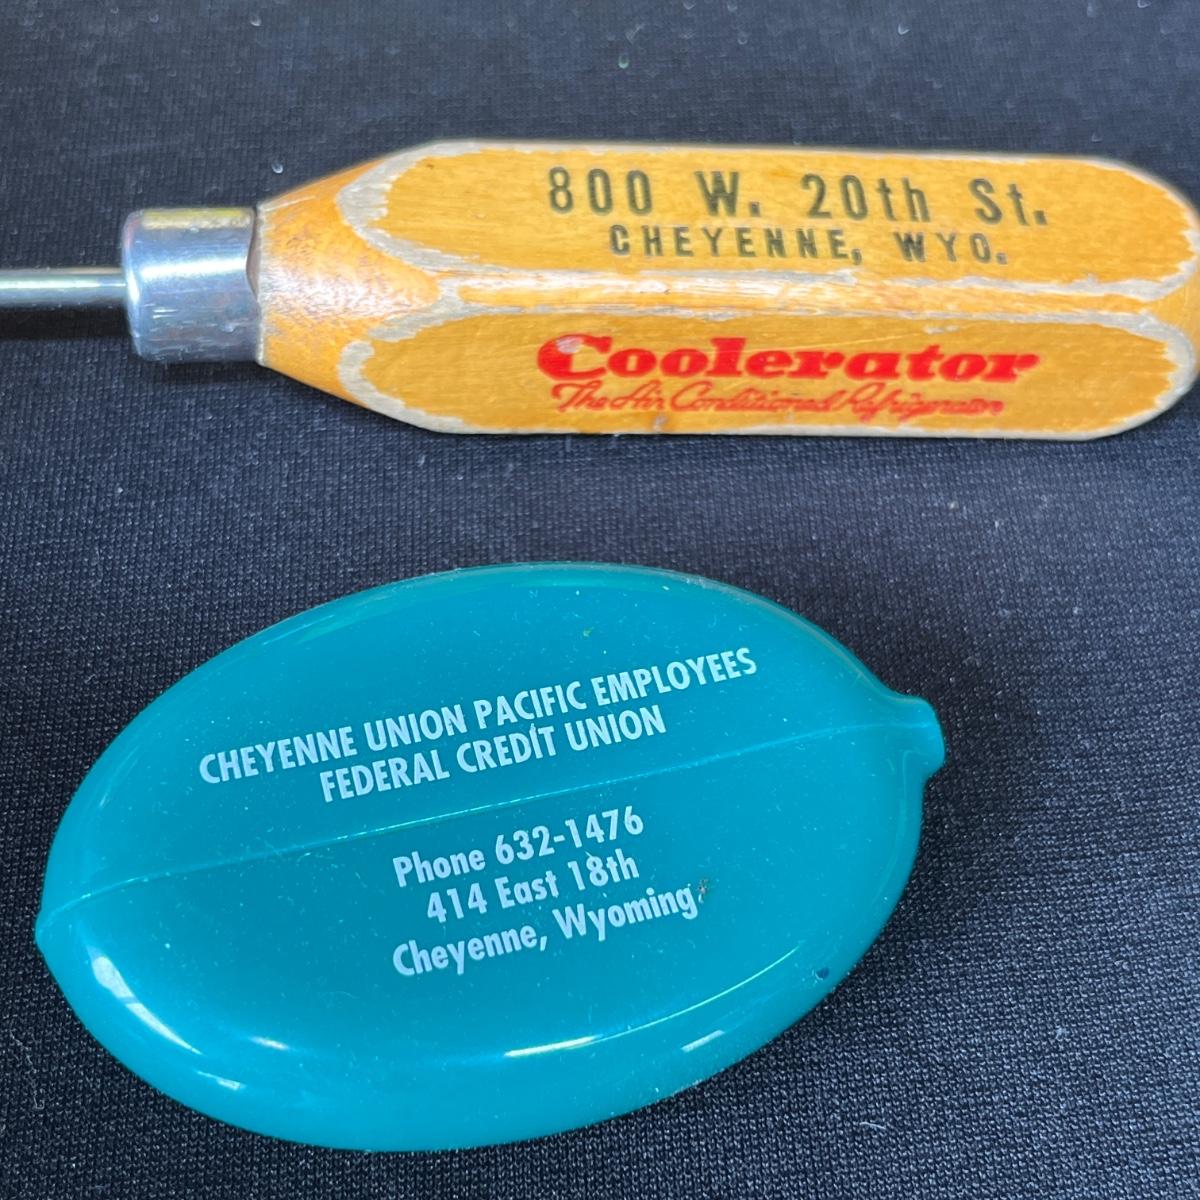 800 W. 20th St.
CHEYENNE, WYO.
Coolerator
The Air Conditioned Refrigerator
CHEYENNE UNION PACIFIC EMPLOYEES
FEDERAL CREDIT UNION
Phone 632-1476
414 East 18th
Cheyenne, Wyoming